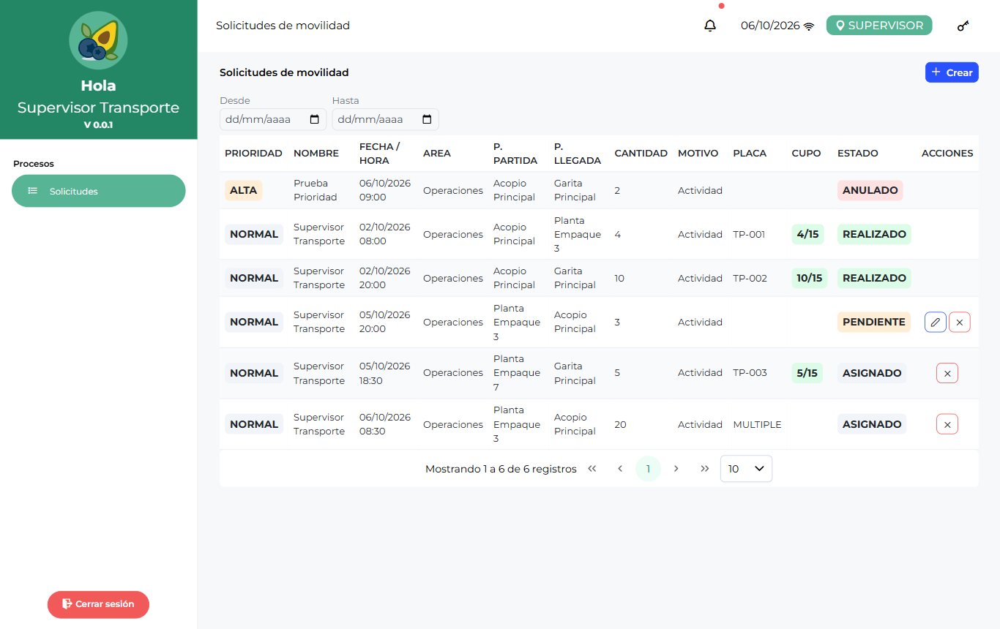 Hola
Supervisor Transporte
V 0.0.1
Procesos
Solicitudes
Cerrar sesión
Solicitudes de movilidad
06/10/2026
SUPERVISOR
Solicitudes de movilidad
Crear
Desde
Hasta
dd/mm/aaaa
dd/mm/aaaa
PRIORIDAD NOMBRE FECHA / HORA AREA P. PARTIDA P. LLEGADA CANTIDAD MOTIVO PLACA CUPO ESTADO ACCIONES
ALTA Prueba Prioridad 06/10/2026 09:00 Operaciones Acopio Principal Garita Principal 2 Actividad ANULADO
NORMAL Supervisor Transporte 02/10/2026 08:00 Operaciones Acopio Principal Planta Empaque 3 4 Actividad TP-001 4/15 REALIZADO
NORMAL Supervisor Transporte 02/10/2026 20:00 Operaciones Acopio Principal Garita Principal 10 Actividad TP-002 10/15 REALIZADO
NORMAL Supervisor Transporte 05/10/2026 20:00 Operaciones Planta Empaque 3 Acopio Principal 3 Actividad PENDIENTE
NORMAL Supervisor Transporte 05/10/2026 18:30 Operaciones Planta Empaque 7 Garita Principal 5 Actividad TP-003 5/15 ASIGNADO
NORMAL Supervisor Transporte 06/10/2026 08:30 Operaciones Planta Empaque 3 Acopio Principal 20 Actividad MULTIPLE ASIGNADO
Mostrando 1 a 6 de 6 registros 1 10